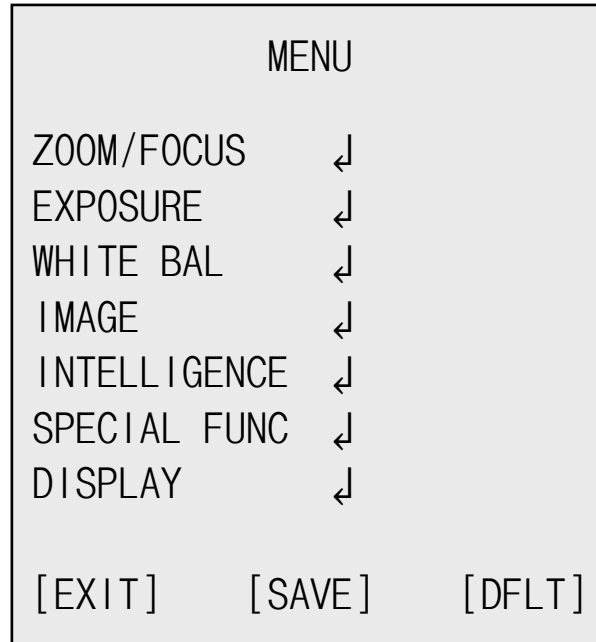 MENU
ZOOM/FOCUS ↲
EXPOSURE ↲
WHITE BAL ↲
IMAGE ↲
INTELLIGENCE ↲
SPECIAL FUNC ↲
DISPLAY ↲
[EXIT] [SAVE] [DFLT]